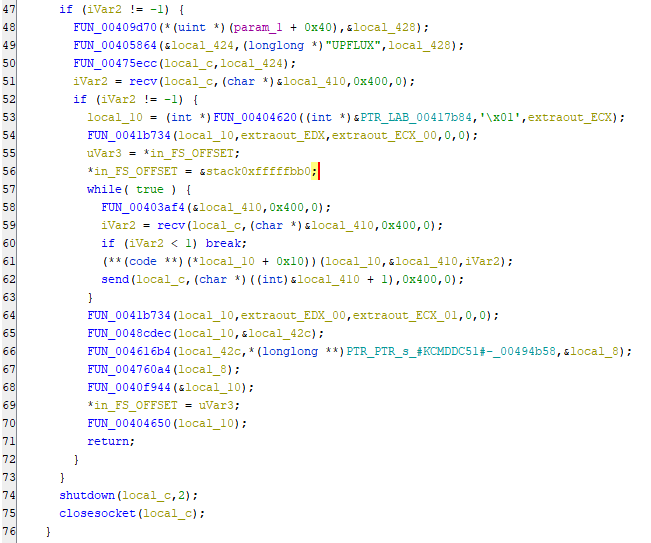 47 if (iVar2 != -1) {
48 FUN_00409d70(*(uint *)(param_1 + 0x40),&local_428);
49 FUN_00405864(&local_424,(longlong *)"UPFLUX",local_428);
50 FUN_00475ecc(local_c,local_424);
51 iVar2 = recv(local_c,(char *)&local_410,0x400,0);
52 if (iVar2 != -1) {
53 local_10 = (int *)FUN_00404620((int *)&PTR_LAB_00417b84,'\x01',extraout_ECX);
54 FUN_0041b734(local_10,extraout_EDX,extraout_ECX_00,0,0);
55 uVar3 = *in_FS_OFFSET;
56 *in_FS_OFFSET = &stack0xfffffbb0;
57 while( true ) {
58 FUN_00403af4(&local_410,0x400,0);
59 iVar2 = recv(local_c,(char *)&local_410,0x400,0);
60 if (iVar2 < 1) break;
61 (**(code **)(*local_10 + 0x10))(local_10,&local_410,iVar2);
62 send(local_c,(char *)((int)&local_410 + 1),0x400,0);
63 }
64 FUN_0041b734(local_10,extraout_EDX_00,extraout_ECX_01,0,0);
65 FUN_0048cdec(local_10,&local_42c);
66 FUN_004616b4(local_42c,*(longlong **)PTR_PTR_s_#KCMDDC51#-_00494b58,&local_8);
67 FUN_004760a4(local_8);
68 FUN_0040f944(&local_10);
69 *in_FS_OFFSET = uVar3;
70 FUN_00404650(local_10);
71 return;
72 }
73 }
74 shutdown(local_c,2);
75 closesocket(local_c);
76 }